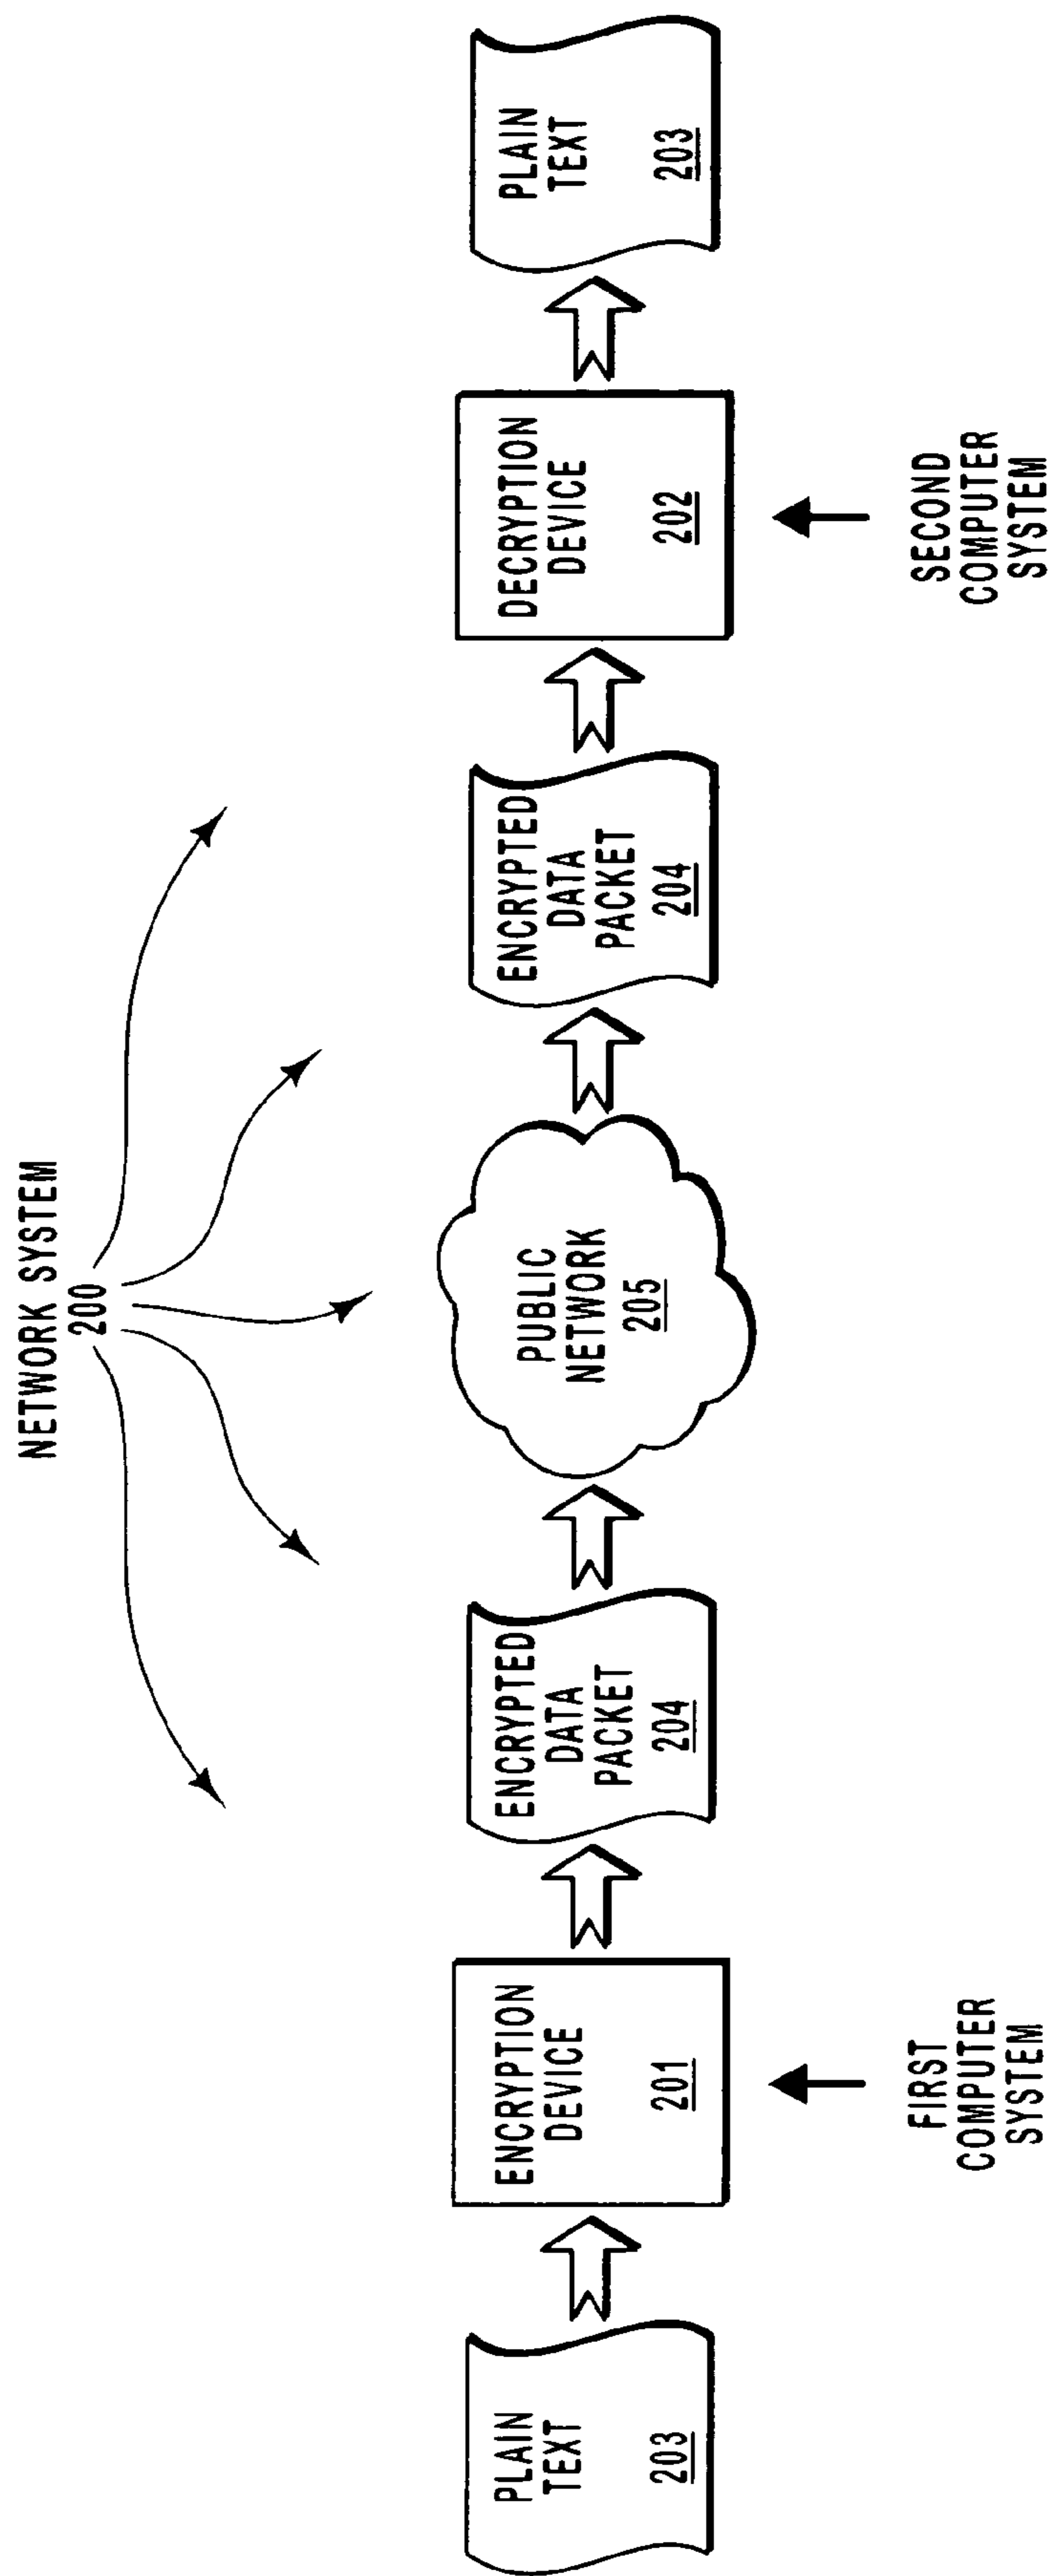 NETWORK SYSTEM
200
PLAIN
TEXT
203
ENCRYPTION
DEVICE
201
ENCRYPTED
DATA
PACKET
204
PUBLIC
NETWORK
205
ENCRYPTED
DATA
PACKET
204
DECRYPTION
DEVICE
202
PLAIN
TEXT
203
FIRST
COMPUTER
SYSTEM
SECOND
COMPUTER
SYSTEM